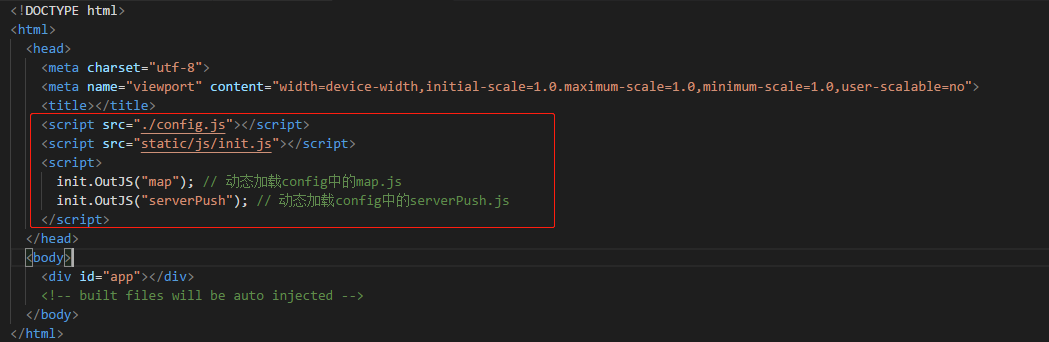 <!DOCTYPE html>
<html>
<head>
<meta charset="utf-8">
<meta name="viewport" content="width=device-width,initial-scale=1.0.maximum-scale=1.0,minimum-scale=1.0,user-scalable=no">
<title></title>
<script src="./config.js"></script>
<script src="static/js/init.js"></script>
<script>
init.OutJS("map"); // 动态加载config中的map.js
init.OutJS("serverPush"); // 动态加载config中的serverPush.js
</script>
</head>
<body>
<div id="app"></div>
<!-- built files will be auto injected -->
</body>
</html>